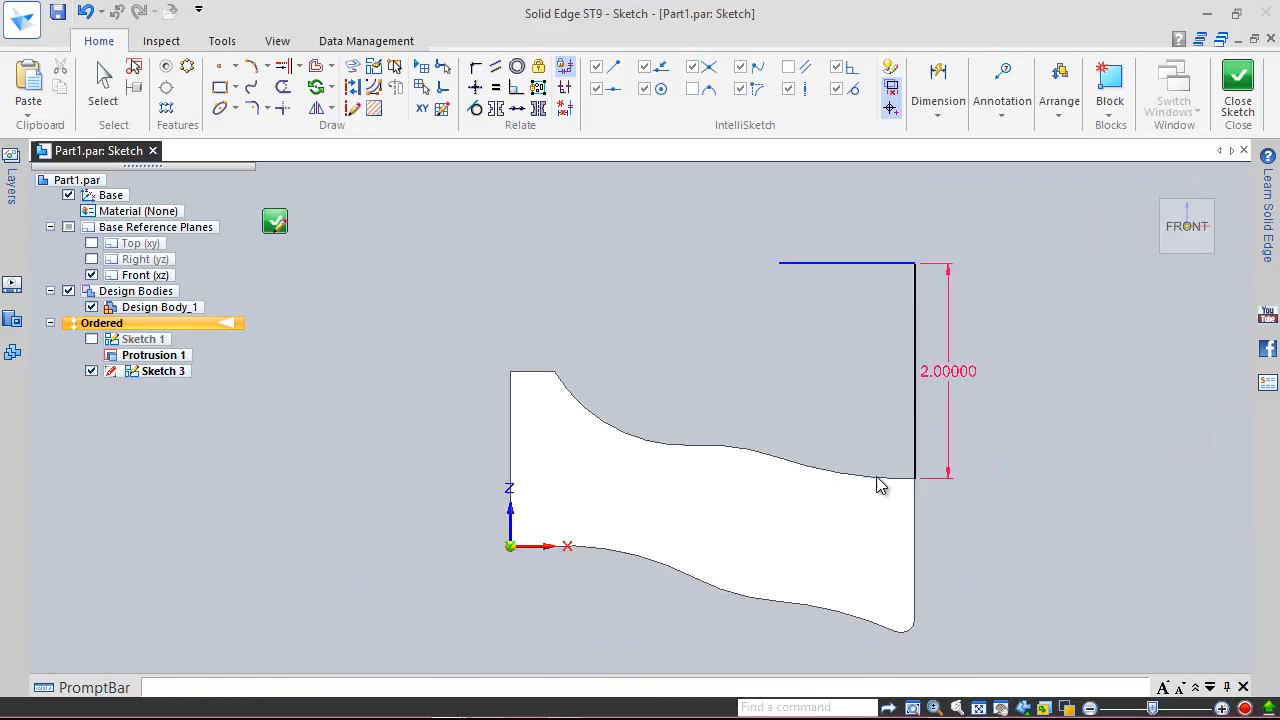 Solid Edge ST9 - Sketch - [Part1.par: Sketch]
Home
Inspect
Tools
View
Data Management
Paste
Select
Dimension
Annotation
Arrange
Block
Switch Windows
Close Sketch
Clipboard
Select
Features
Draw
Relate
IntelliSketch
Blocks
Window
Close
Part1.par: Sketch
Layers
Learn Solid Edge
You Tube
Part1.par
Base
Material (None)
Base Reference Planes
Top (xy)
Right (yz)
Front (xz)
Design Bodies
Design Body_1
Ordered
Sketch 1
Protrusion 1
Sketch 3
FRONT
2.00000
Z
X
PromptBar
Find a command